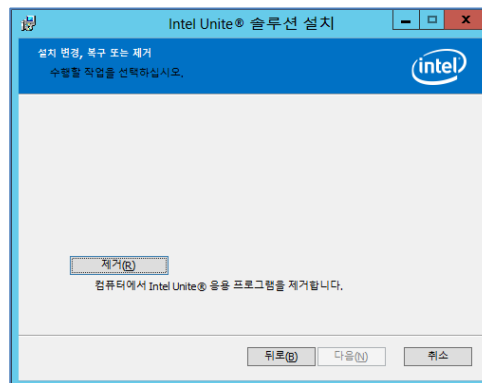 Intel Unite® 솔루션 설치
설치 변경, 복구 또는 제거
수행할 작업을 선택하십시오.
intel
제거(R)
컴퓨터에서 Intel Unite® 응용 프로그램을 제거합니다.
뒤로(B) 다음(N) 취소